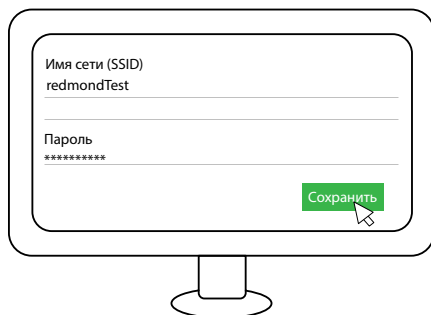 Имя сети (SSID)
redmondTest
Пароль
**********
Сохранить